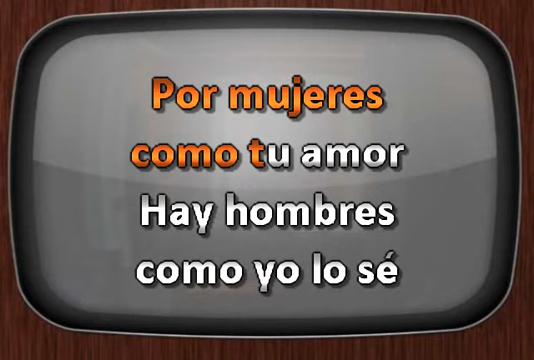 Por mujeres
como tu amor
Hay hombres
como yo lo sé